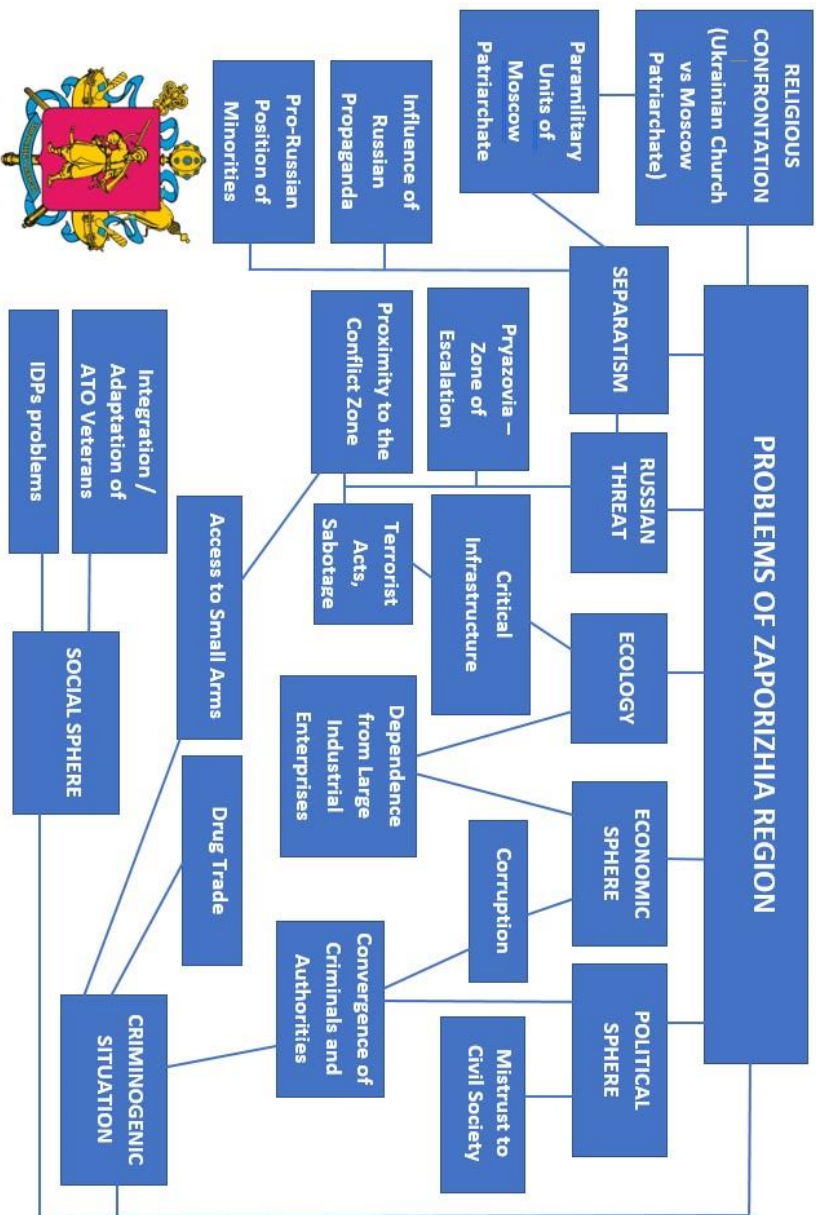 PROBLEMS OF ZAPORIZHIA REGION
RELIGIOUS
CONFRONTATION
(Ukrainian Church
vs Moscow
Patriarchate)
SEPARATISM
RUSSIAN
THREAT
ECOLOGY
ECONOMIC
SPHERE
POLITICAL
SPHERE
Paramilitary
Units of
Moscow
Patriarchate
Influence of
Russian
Propaganda
Pro-Russian
Position of
Minorities
Pryazovia –
Zone of
Escalation
Proximity to the
Conflict Zone
Critical
Infrastructure
Terrorist
Acts,
Sabotage
Dependence
from Large
Industrial
Enterprises
Corruption
Convergence of
Criminals and
Authorities
Mistrust to
Civil Society
Access to Small Arms
Drug Trade
Integration /
Adaptation of
ATO Veterans
IDPs problems
SOCIAL SPHERE
CRIMINOGENIC
SITUATION